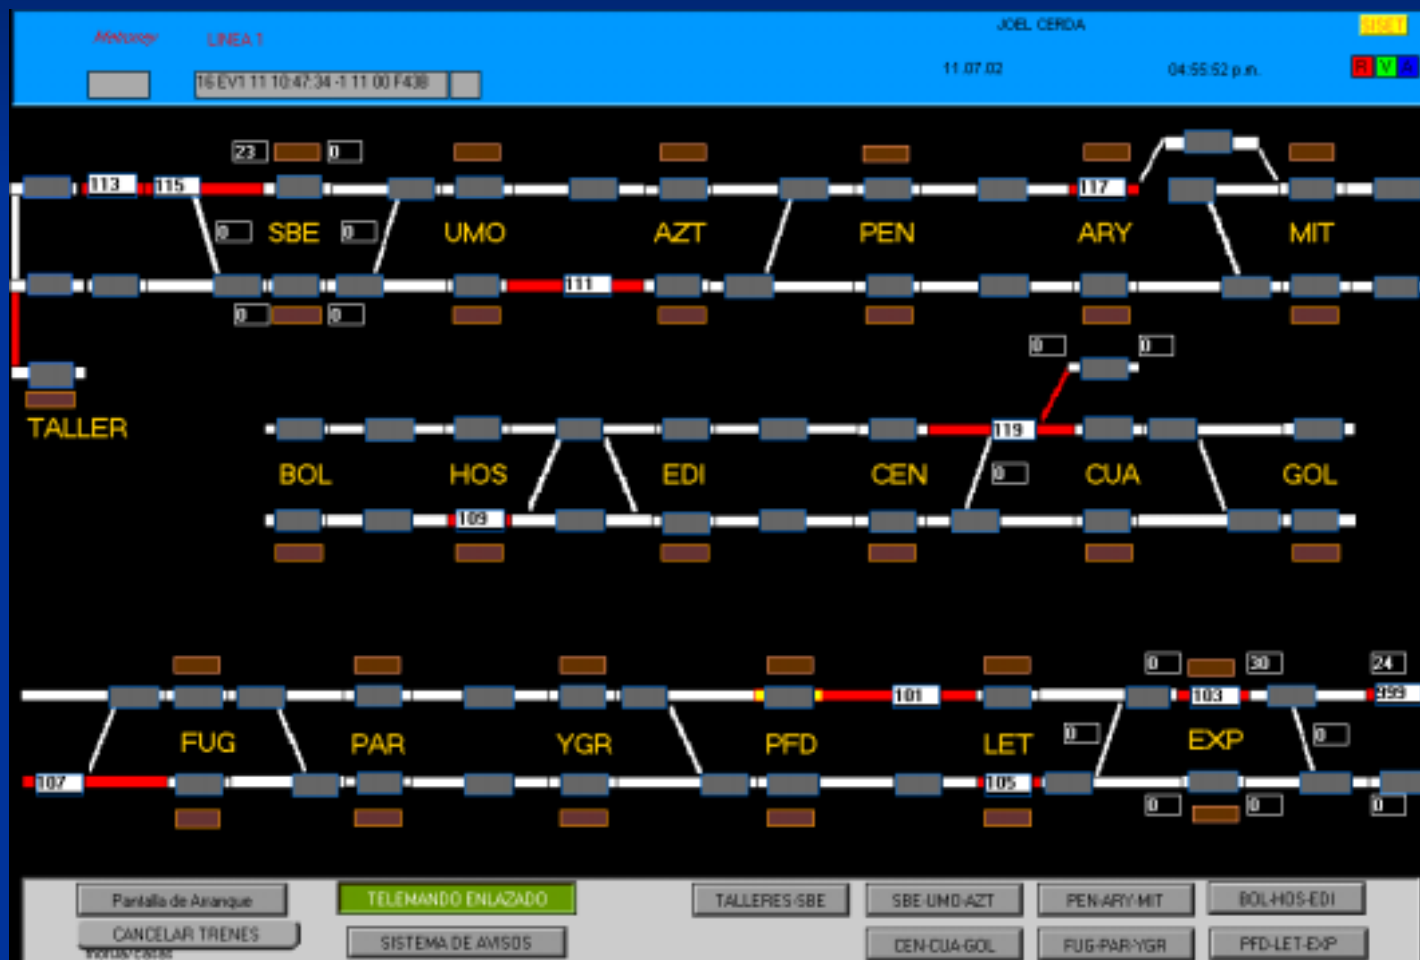 JOEL CERDA
SISET
Metrorrey LINEA 1
11.07.02 04:55:52 p.m. R V A
16 EV1 11 10:47:34 -1 11 00 F43B
23 0
113 115 117
0 SBE 0 UMO AZT PEN ARY MIT
111
0 0
0 0
TALLER
119
BOL HOS EDI CEN 0 CUA GOL
109
0 30 24
101 103 999
FUG PAR YGR PFD LET 0 EXP 0
107 105
0 0 0
Pantalla de Arranque TELEMANDO ENLAZADO TALLERES-SBE SBE-UMO-AZT PEN-ARY-MIT BOL-HOS-EDI
CANCELAR TRENES SISTEMA DE AVISOS CEN-CUA-GOL FUG-PAR-YGR PFD-LET-EXP